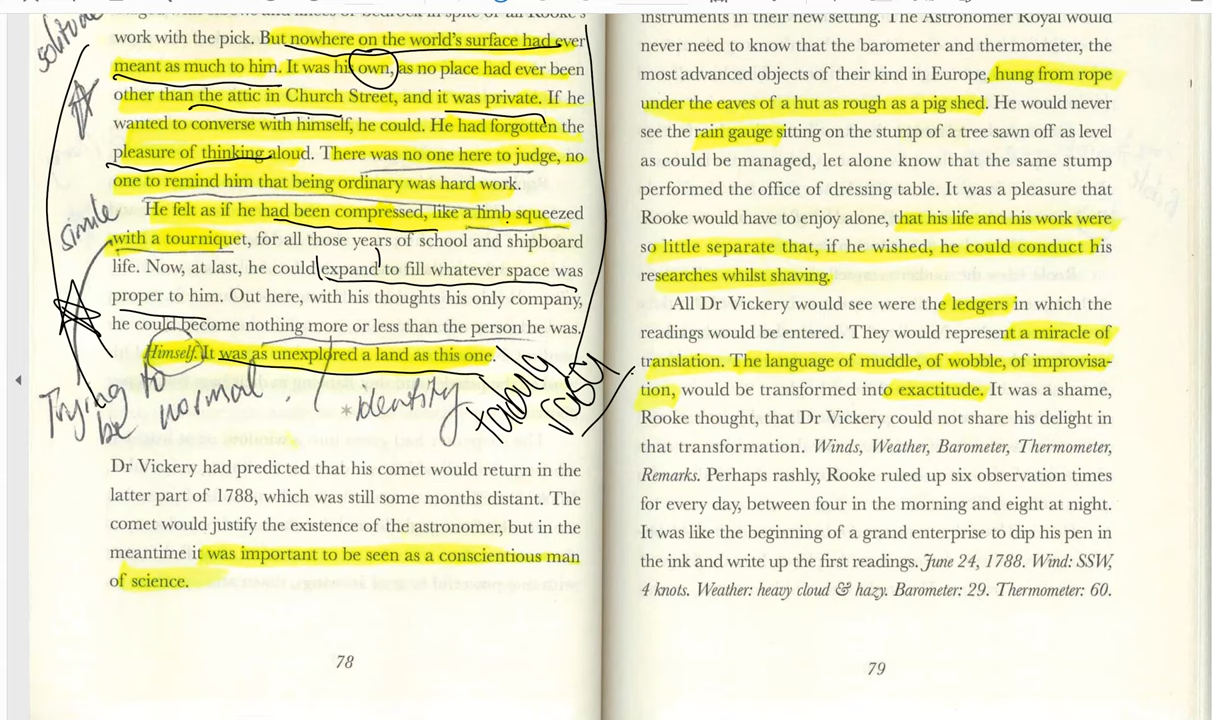 work with the pick. But nowhere on the world's surface had ever
meant as much to him. It was his own, as no place had ever been
other than the attic in Church Street, and it was private. If he
wanted to converse with himself, he could. He had forgotten the
pleasure of thinking aloud. There was no one here to judge, no
one to remind him that being ordinary was hard work.
He felt as if he had been compressed, like a limb squeezed
with a tourniquet, for all those years of school and shipboard
life. Now, at last, he could expand to fill whatever space was
proper to him. Out here, with his thoughts his only company,
he could become nothing more or less than the person he was.
Himself. It was as unexplored a land as this one.
solitude
simile
Trying to
be normal.
*identity
Dr Vickery had predicted that his comet would return in the
latter part of 1788, which was still some months distant. The
comet would justify the existence of the astronomer, but in the
meantime it was important to be seen as a conscientious man
of science.
78
instruments in their new setting. The Astronomer Royal would
never need to know that the barometer and thermometer, the
most advanced objects of their kind in Europe, hung from rope
under the eaves of a hut as rough as a pig shed. He would never
see the rain gauge sitting on the stump of a tree sawn off as level
as could be managed, let alone know that the same stump
performed the office of dressing table. It was a pleasure that
Rooke would have to enjoy alone, that his life and his work were
so little separate that, if he wished, he could conduct his
researches whilst shaving.
All Dr Vickery would see were the ledgers in which the
readings would be entered. They would represent a miracle of
translation. The language of muddle, of wobble, of improvisa-
tion, would be transformed into exactitude. It was a shame,
Rooke thought, that Dr Vickery could not share his delight in
that transformation. Winds, Weather, Barometer, Thermometer,
Remarks. Perhaps rashly, Rooke ruled up six observation times
for every day, between four in the morning and eight at night.
It was like the beginning of a grand enterprise to dip his pen in
the ink and write up the first readings. June 24, 1788. Wind: SSW,
4 knots. Weather: heavy cloud & hazy. Barometer: 29. Thermometer: 60.
79